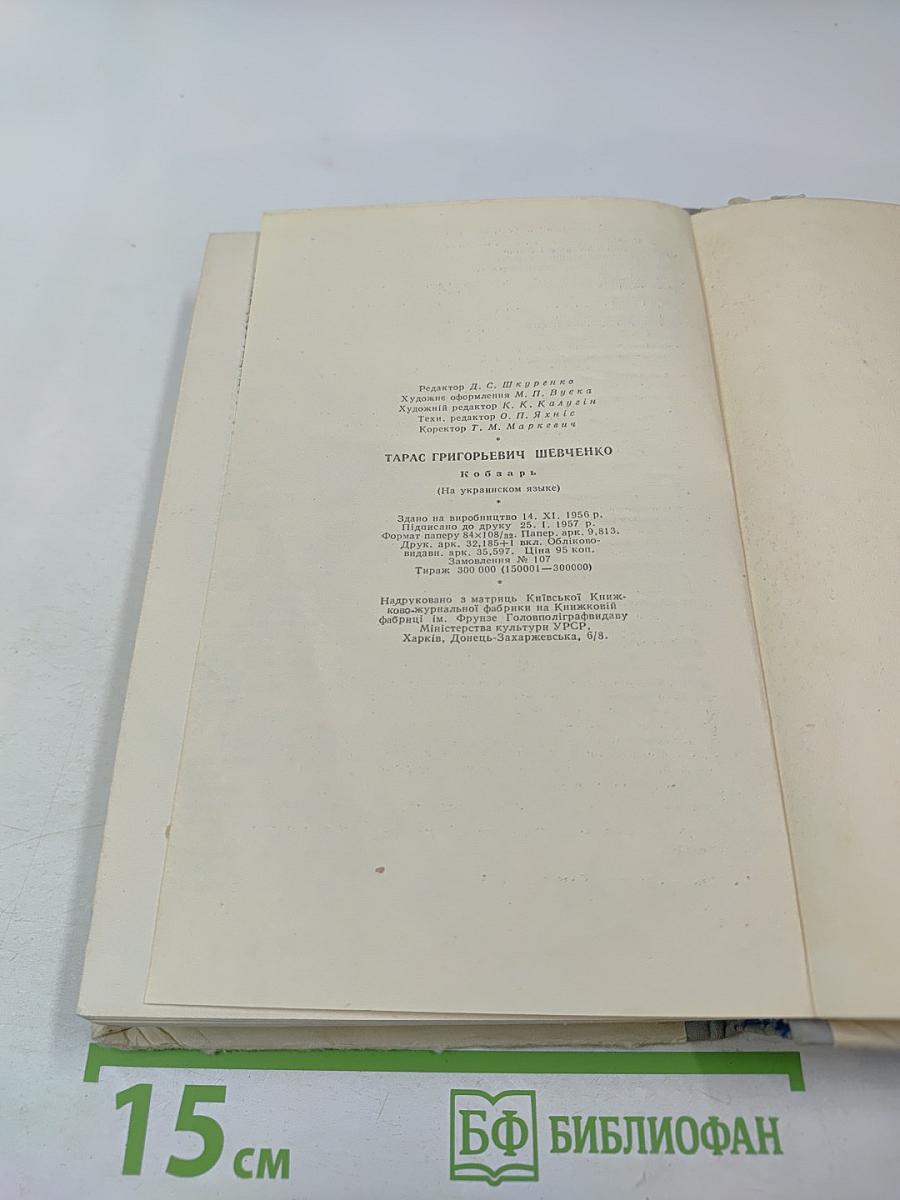 Редактор Д. С. Шкуренко
Художнє оформлення М. П. Вуєка
Художній редактор К. К. Калугін
Техн. редактор О. П. Яхніс
Коректор Т. М. Маркевич
*
ТАРАС ГРИГОРЬЕВИЧ ШЕВЧЕНКО
Кобзарь
(На украинском языке)
*
Здано на виробництво 14. XI. 1956 р.
Підписано до друку 25. I. 1957 р.
Формат паперу 84×108/32. Папер. арк. 9,813.
Друк. арк. 32,185+1 вкл. Обліково-
видавн. арк. 35,597. Ціна 95 коп.
Замовлення № 107
Тираж 300 000 (150001—300000)
*
Надруковано з матриць Київської Книж-
ково-журнальної фабрики на Книжковій
фабриці ім. Фрунзе Головполіграфвидаву
Міністерства культури УРСР,
Харків, Донець-Захаржевська, 6/8.
15 см
БФ БИБЛИОФАН